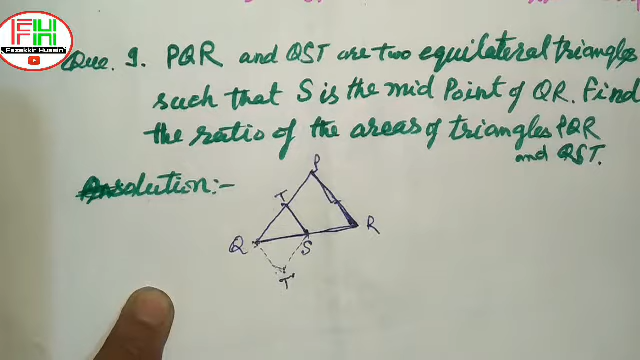 FH
Fazakkir Hussain
Que. 1. PQR and QST are two equilateral triangles
such that S is the mid Point of QR. Find
the ratio of the areas of triangles PQR
and QST.
solution:-
P
T
Q
S
R
T'